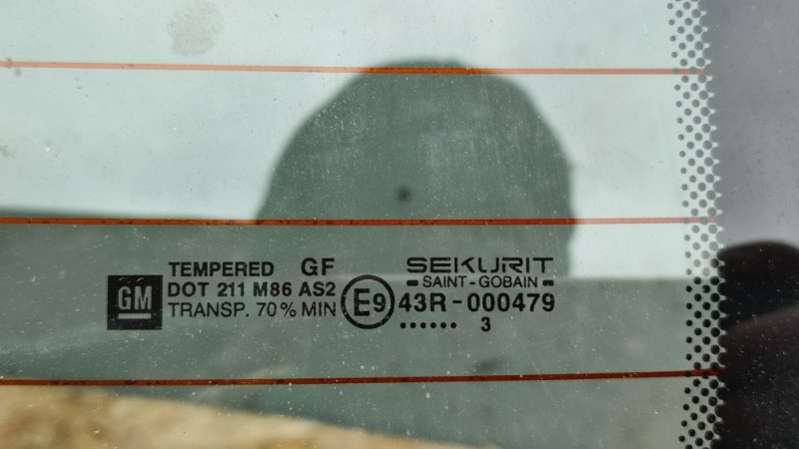 GM
TEMPERED GF
DOT 211 M86 AS2
TRANSP. 70% MIN
E9
SEKURIT
SAINT-GOBAIN
43R-000479
...... 3